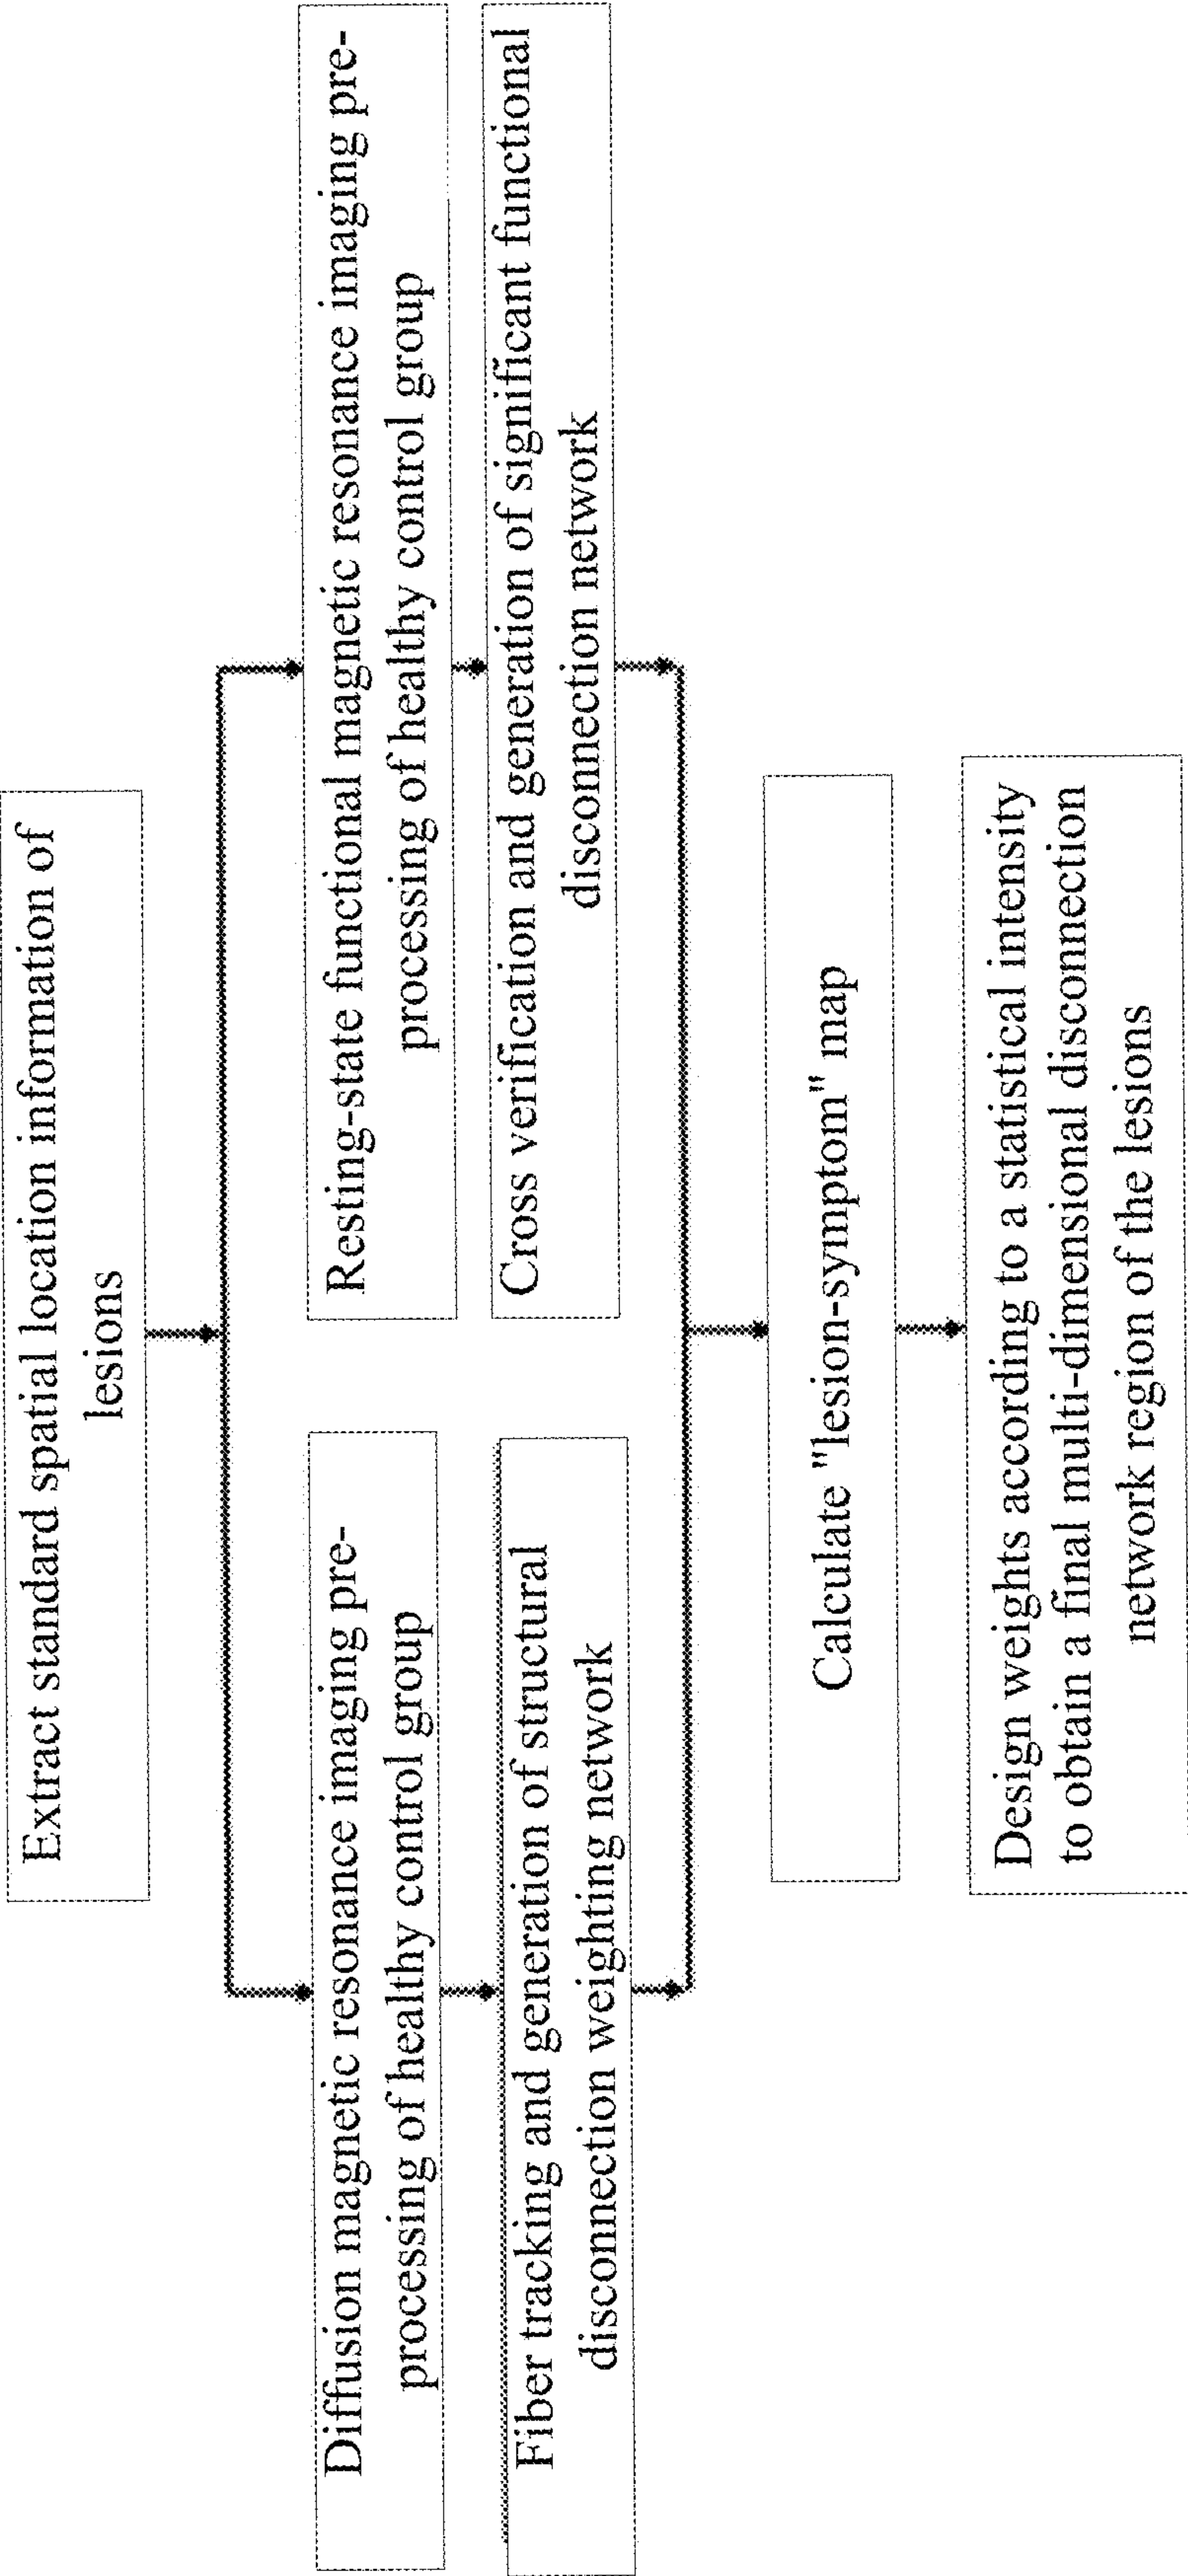 Extract standard spatial location information of
lesions
Diffusion magnetic resonance imaging pre-
processing of healthy control group
Resting-state functional magnetic resonance imaging pre-
processing of healthy control group
Fiber tracking and generation of structural
disconnection weighting network
Cross verification and generation of significant functional
disconnection network
Calculate "lesion-symptom" map
Design weights according to a statistical intensity
to obtain a final multi-dimensional disconnection
network region of the lesions